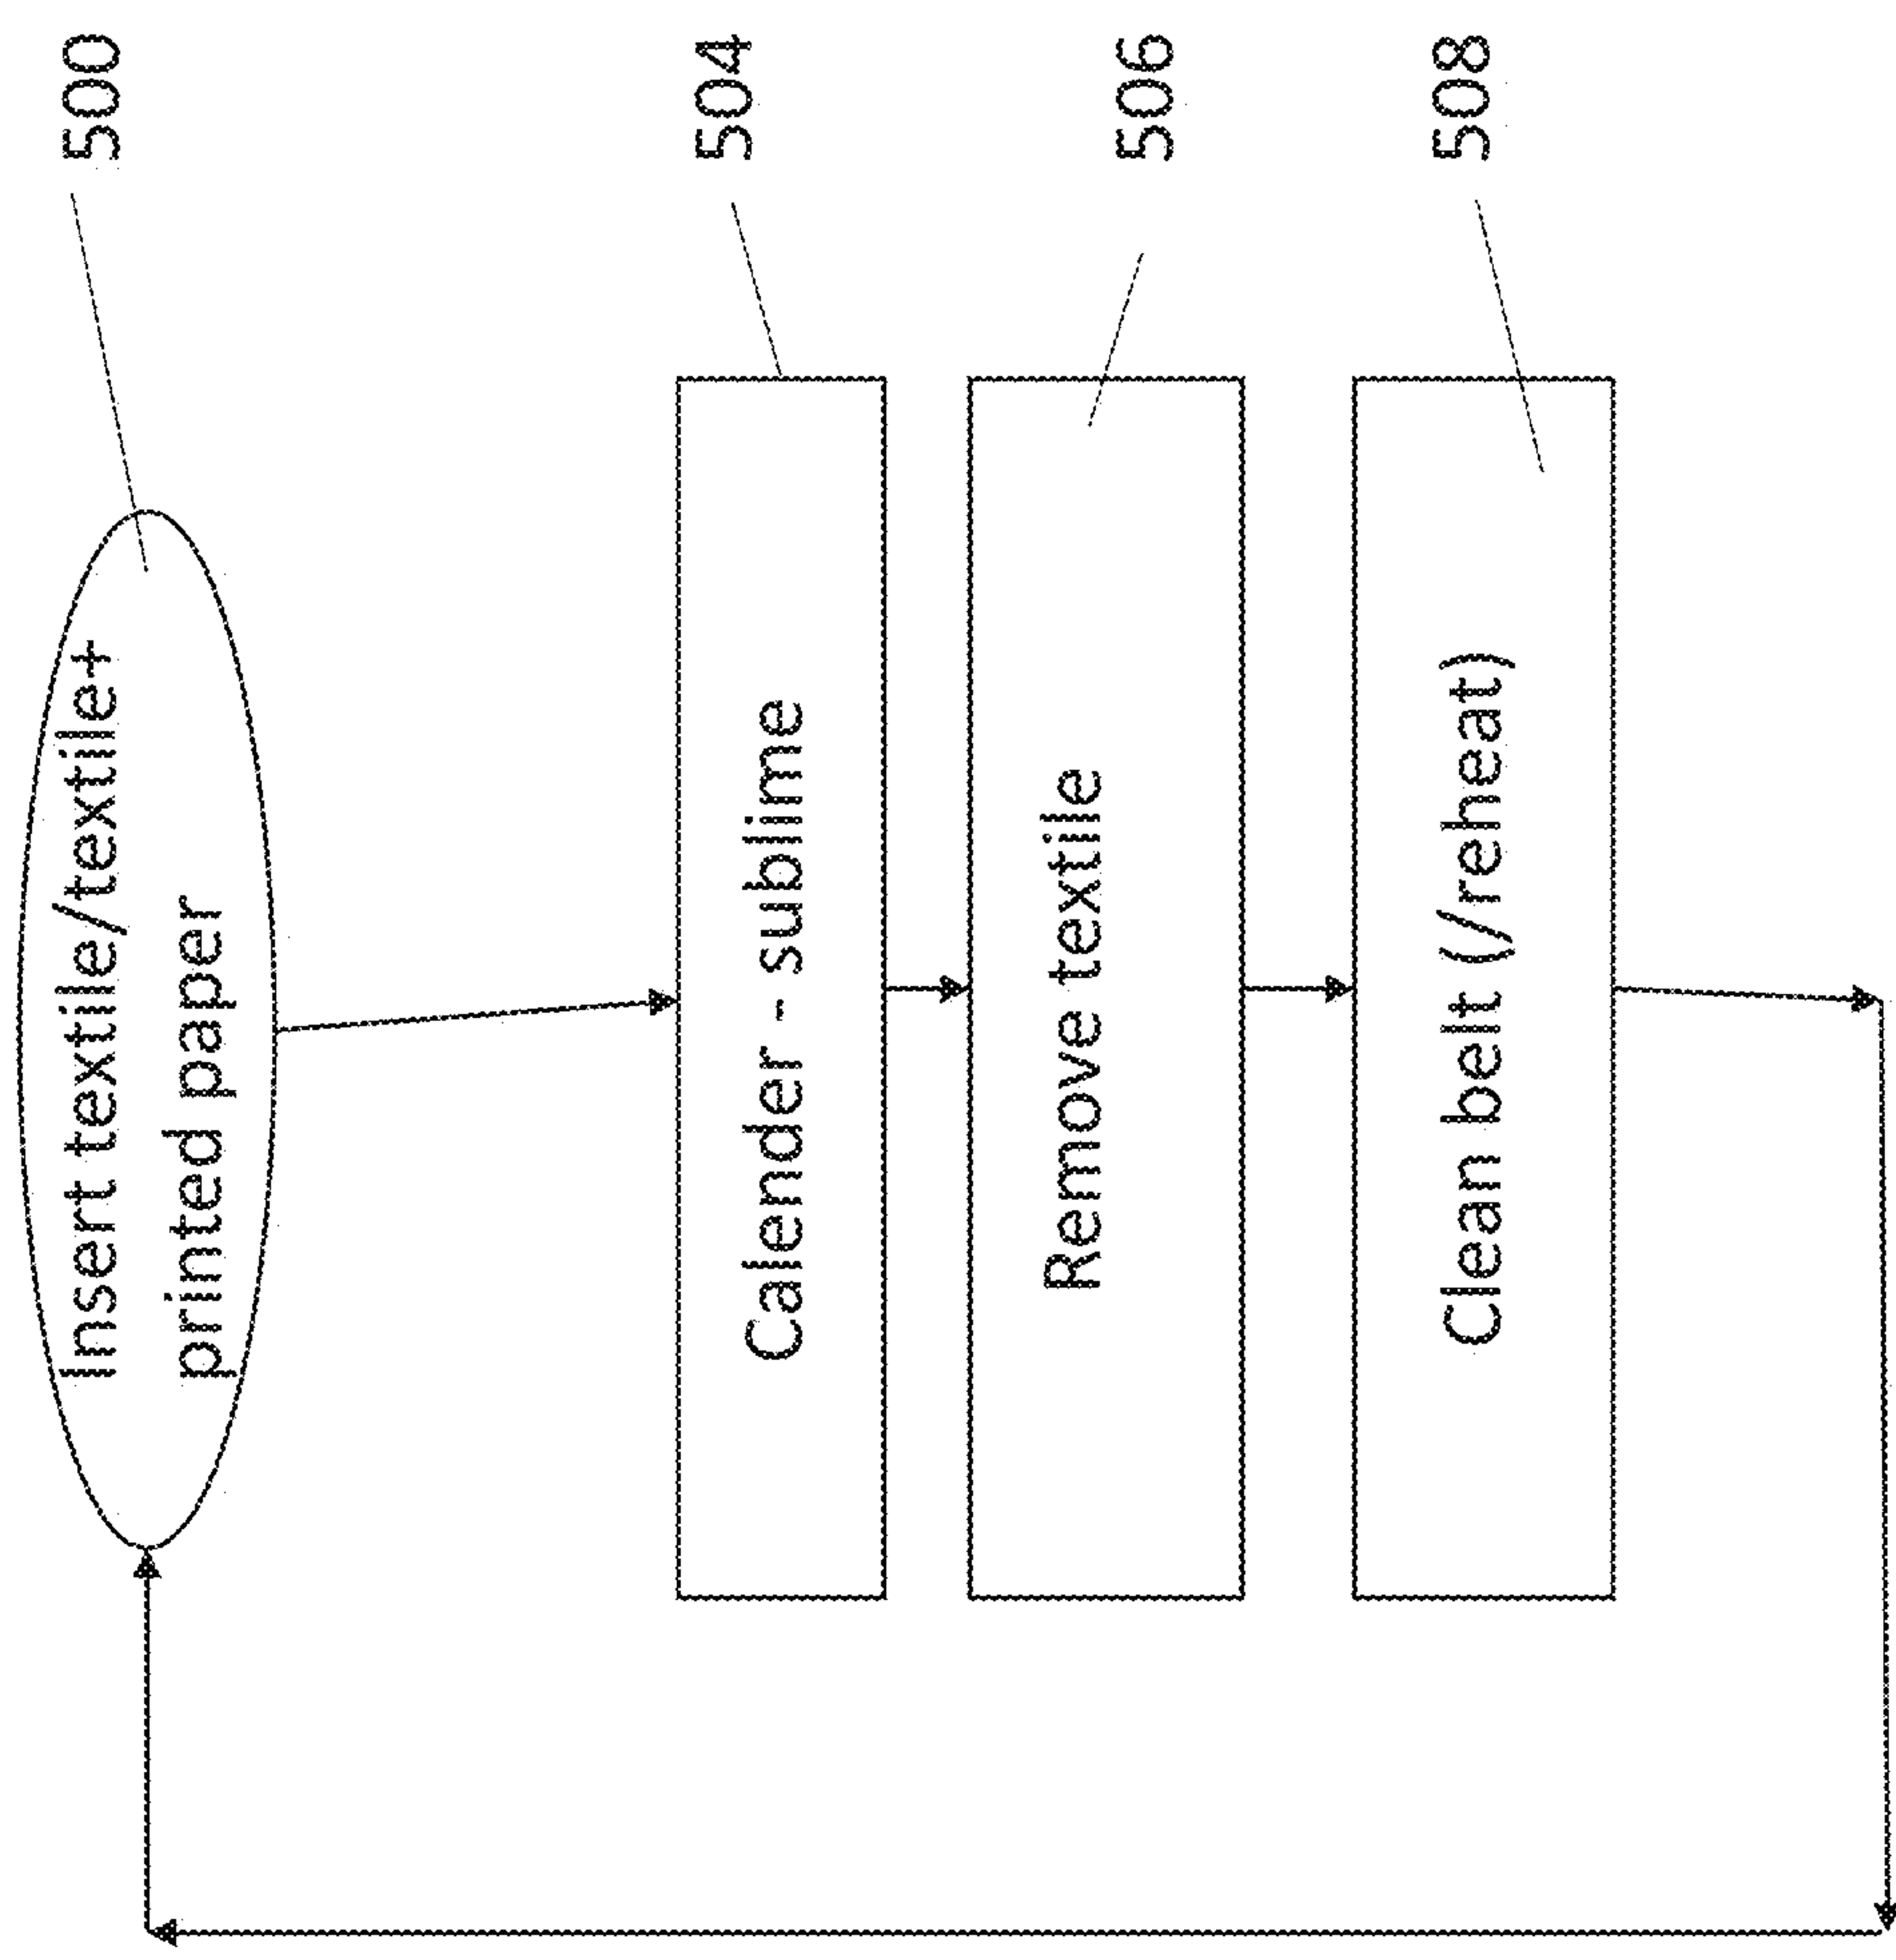 500
Insert textile/textile+
printed paper
504
Calender - sublime
506
Remove textile
508
Clean belt (/reheat)